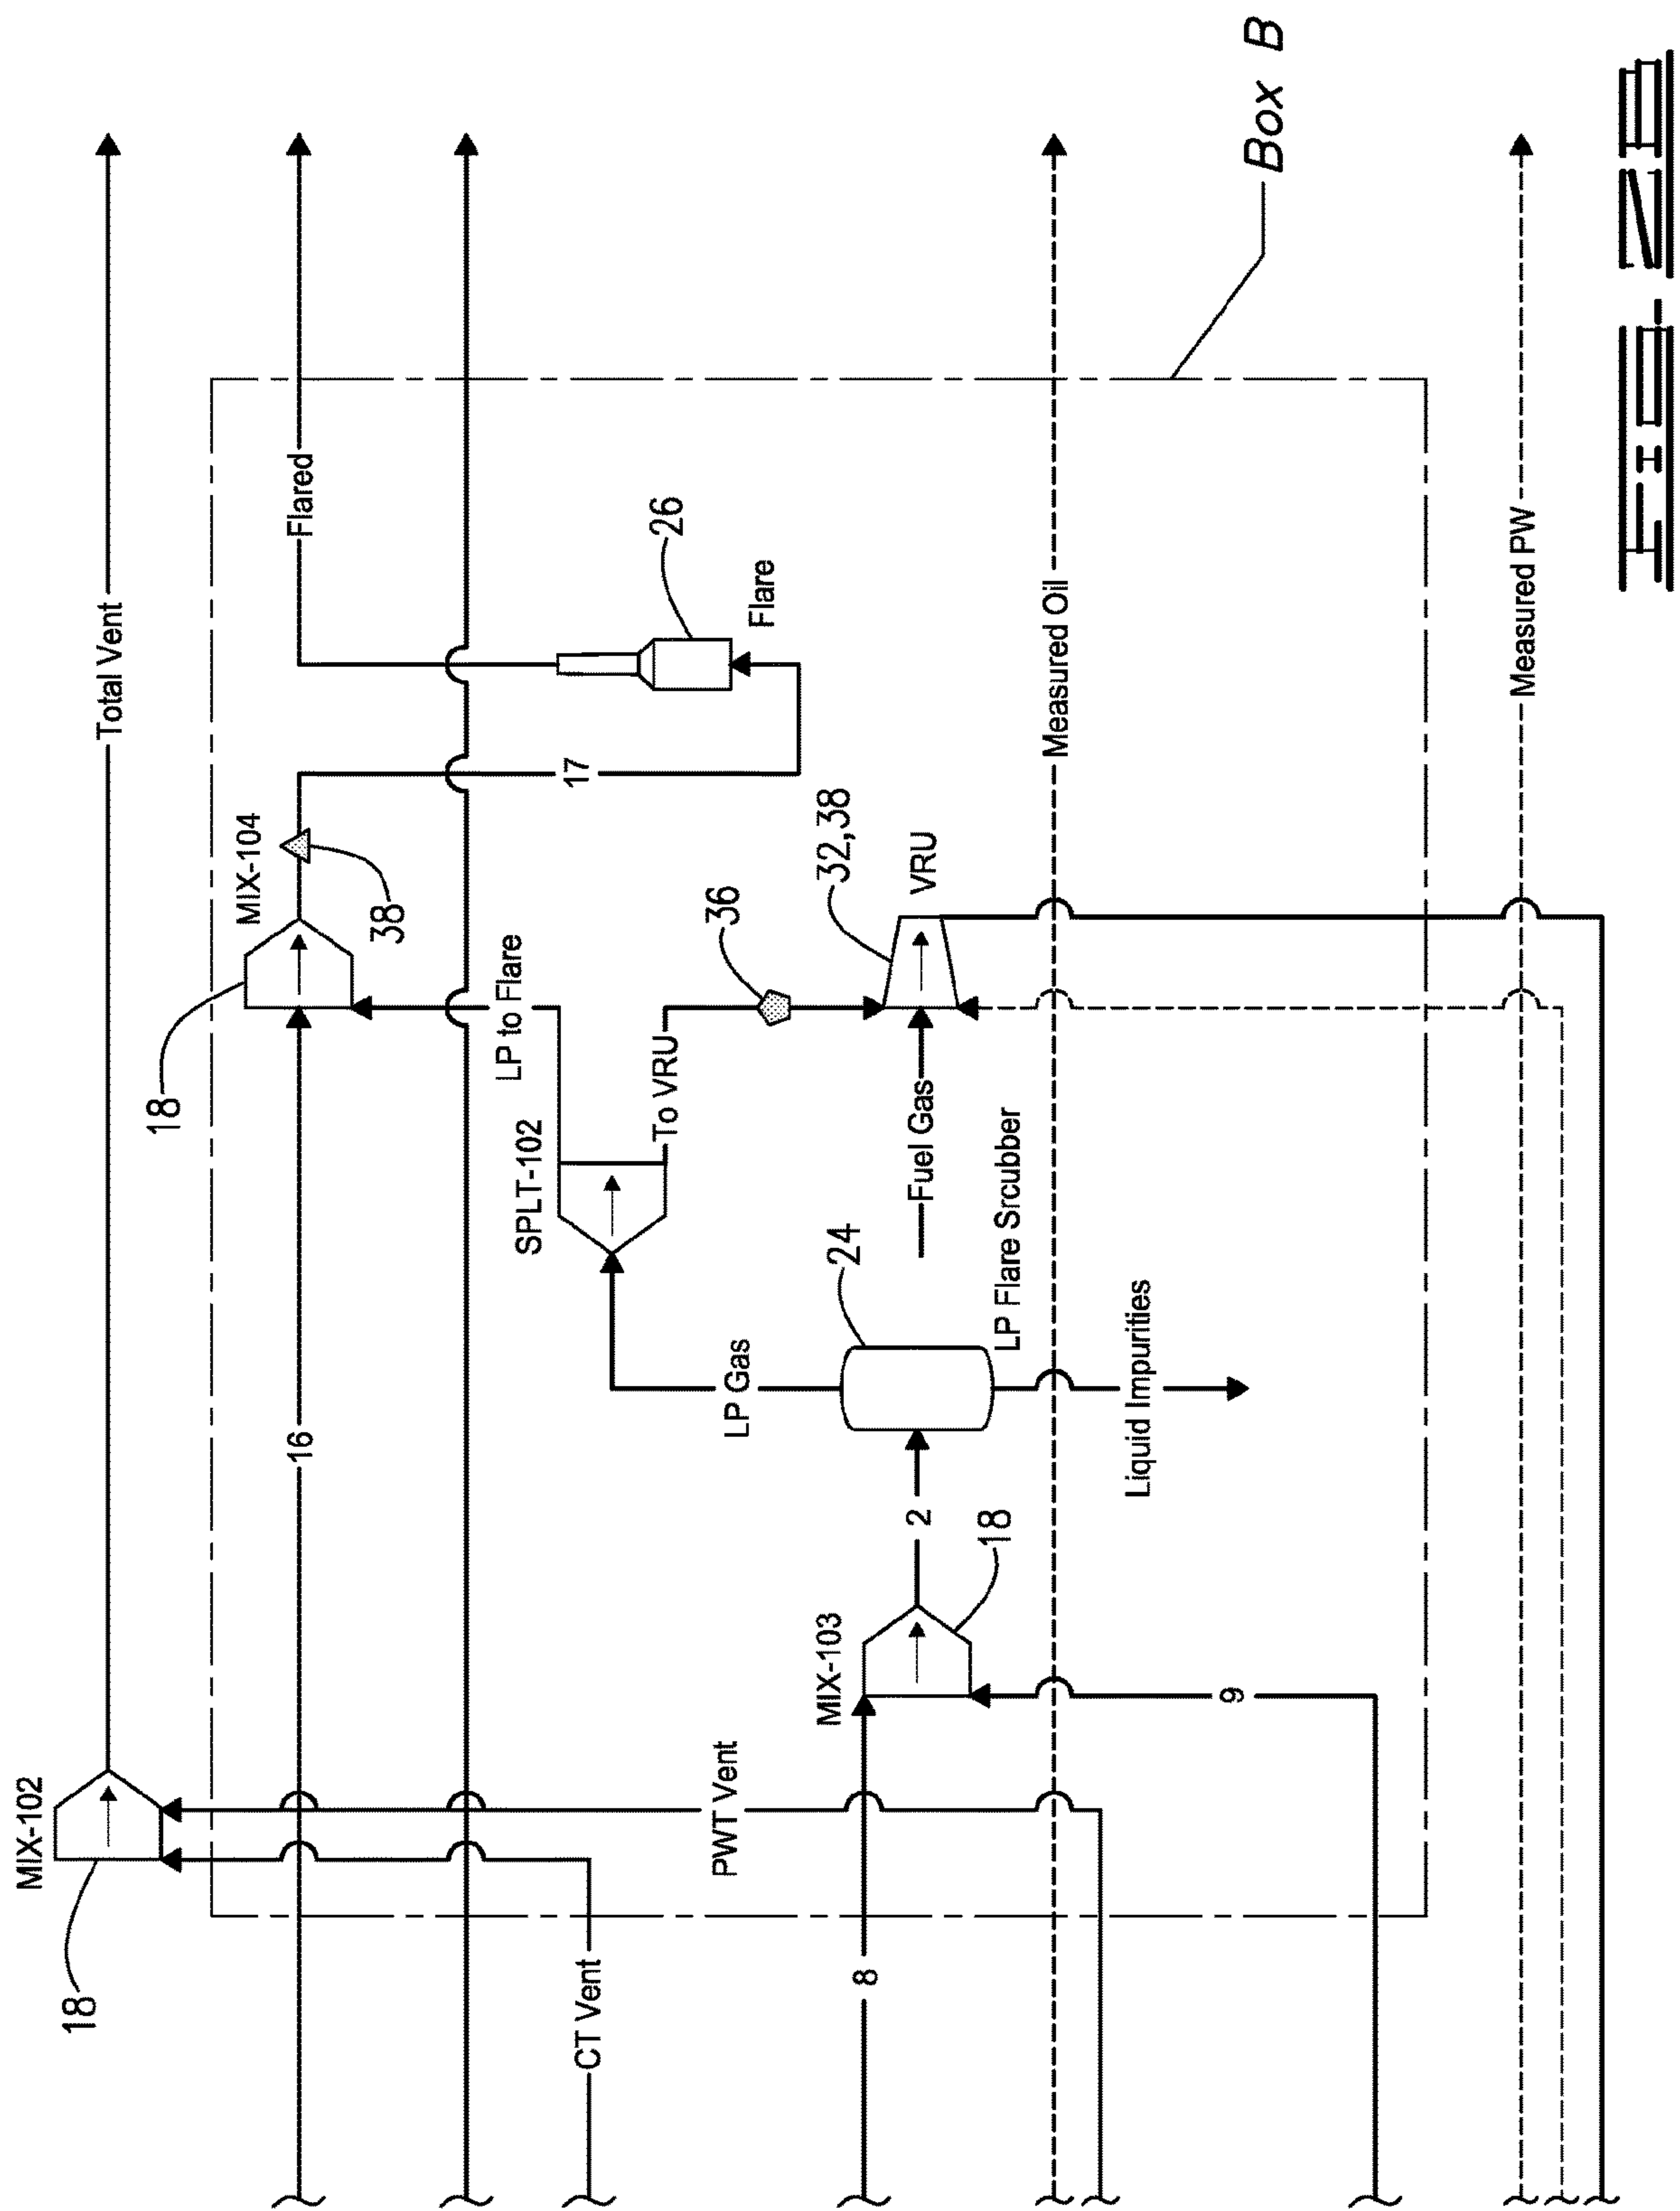 MIX-102
18
Total Vent
18
MIX-104
16
Flared
38
LP to Flare
SPLT-102
17
CT Vent
To VRU
26
PWT Vent
LP Gas
36
Flare
MIX-103
24
32,38
8
2
Fuel Gas
VRU
18
LP Flare Srcubber
Measured Oil
Liquid Impurities
9
Box B
Measured PW
FIG. 2B